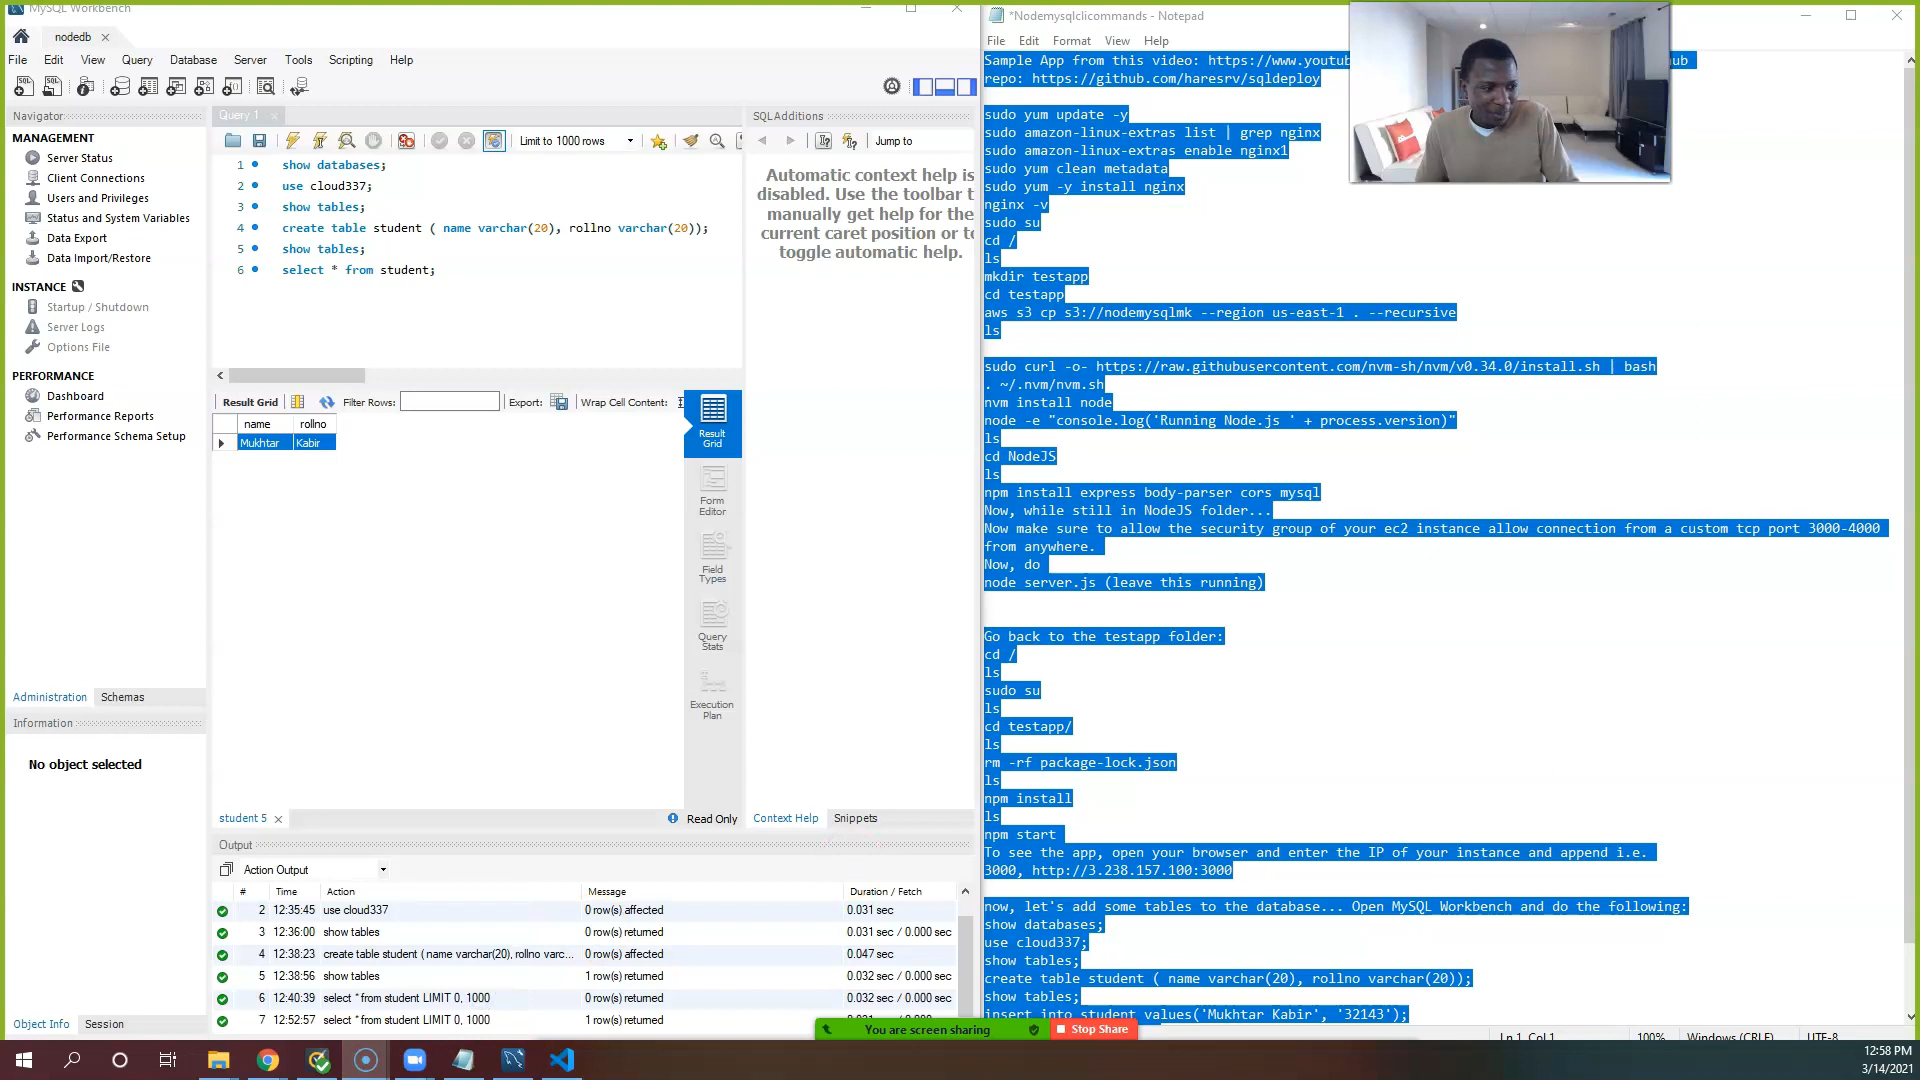 MySQL Workbench
nodedb
File Edit View Query Database Server Tools Scripting Help
Navigator
MANAGEMENT
Server Status
Client Connections
Users and Privileges
Status and System Variables
Data Export
Data Import/Restore
INSTANCE
Startup / Shutdown
Server Logs
Options File
PERFORMANCE
Dashboard
Performance Reports
Performance Schema Setup
Administration Schemas
Information
No object selected
Object Info Session
Query 1
Limit to 1000 rows
1 show databases;
2 use cloud337;
3 show tables;
4 create table student ( name varchar(20), rollno varchar(20));
5 show tables;
6 select * from student;
Result Grid Filter Rows: Export: Wrap Cell Content:
name rollno
Mukhtar Kabir
Result Grid
Form Editor
Field Types
Query Stats
Execution Plan
student 5
Read Only
SQLAdditions
Jump to
Automatic context help is
disabled. Use the toolbar t
manually get help for the
current caret position or to
toggle automatic help.
Context Help Snippets
Output
Action Output
# Time Action Message Duration / Fetch
2 12:35:45 use cloud337 0 row(s) affected 0.031 sec
3 12:36:00 show tables 0 row(s) returned 0.031 sec / 0.000 sec
4 12:38:23 create table student ( name varchar(20), rollno varc... 0 row(s) affected 0.047 sec
5 12:38:56 show tables 1 row(s) returned 0.032 sec / 0.000 sec
6 12:40:39 select * from student LIMIT 0, 1000 0 row(s) returned 0.032 sec / 0.000 sec
7 12:52:57 select * from student LIMIT 0, 1000 1 row(s) returned
*Nodemysqlclicommands - Notepad
File Edit Format View Help
Sample App from this video: https://www.youtub
repo: https://github.com/haresrv/sqldeploy
sudo yum update -y
sudo amazon-linux-extras list | grep nginx
sudo amazon-linux-extras enable nginx1
sudo yum clean metadata
sudo yum -y install nginx
nginx -v
sudo su
cd /
ls
mkdir testapp
cd testapp
aws s3 cp s3://nodemysqlmk --region us-east-1 . --recursive
ls
sudo curl -o- https://raw.githubusercontent.com/nvm-sh/nvm/v0.34.0/install.sh | bash
. ~/.nvm/nvm.sh
nvm install node
node -e "console.log('Running Node.js ' + process.version)"
ls
cd NodeJS
ls
npm install express body-parser cors mysql
Now, while still in NodeJS folder...
Now make sure to allow the security group of your ec2 instance allow connection from a custom tcp port 3000-4000
from anywhere.
Now, do
node server.js (leave this running)
Go back to the testapp folder:
cd /
ls
sudo su
ls
cd testapp/
ls
rm -rf package-lock.json
ls
npm install
ls
npm start
To see the app, open your browser and enter the IP of your instance and append i.e.
3000, http://3.238.157.100:3000
now, let's add some tables to the database... Open MySQL Workbench and do the following:
show databases;
use cloud337;
show tables;
create table student ( name varchar(20), rollno varchar(20));
show tables;
insert into student values('Mukhtar Kabir', '32143');
Ln 1, Col 1 100% Windows (CRLF) UTF-8
You are screen sharing Stop Share
12:58 PM
3/14/2021